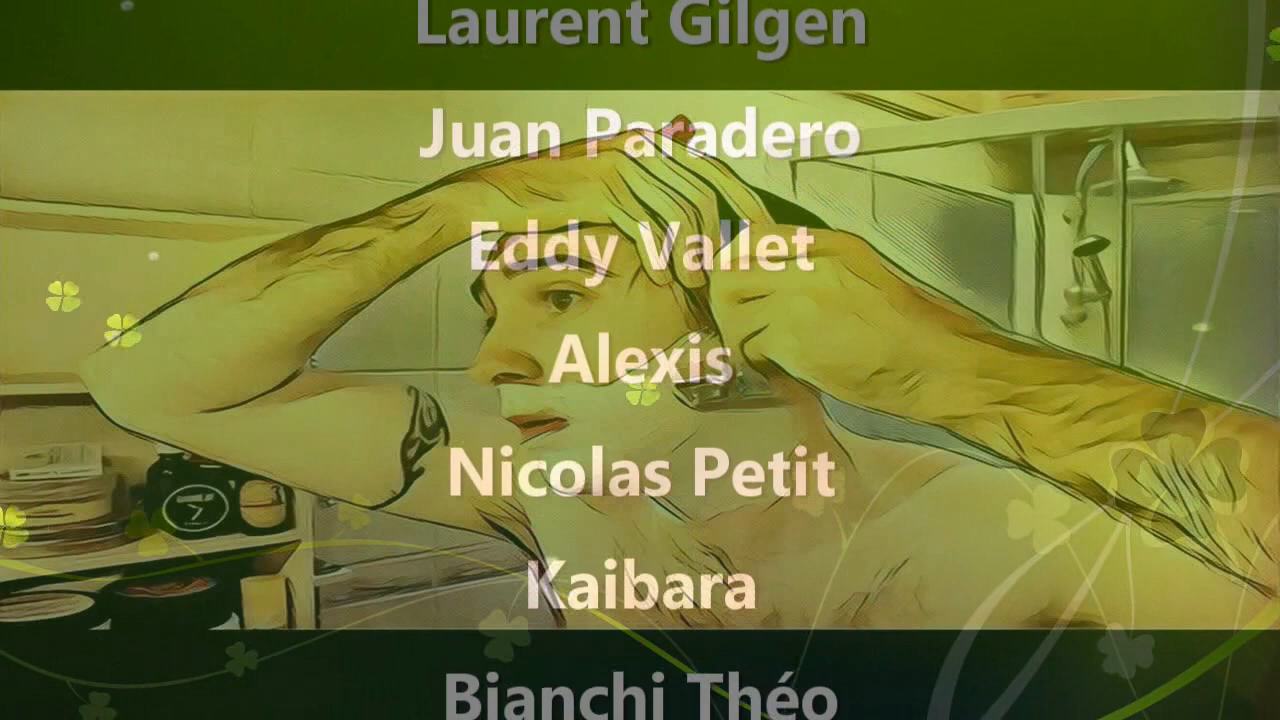 Laurent Gilgen
Juan Paradero
Eddy Vallet
Alexis
Nicolas Petit
Kaibara
Bianchi Théo